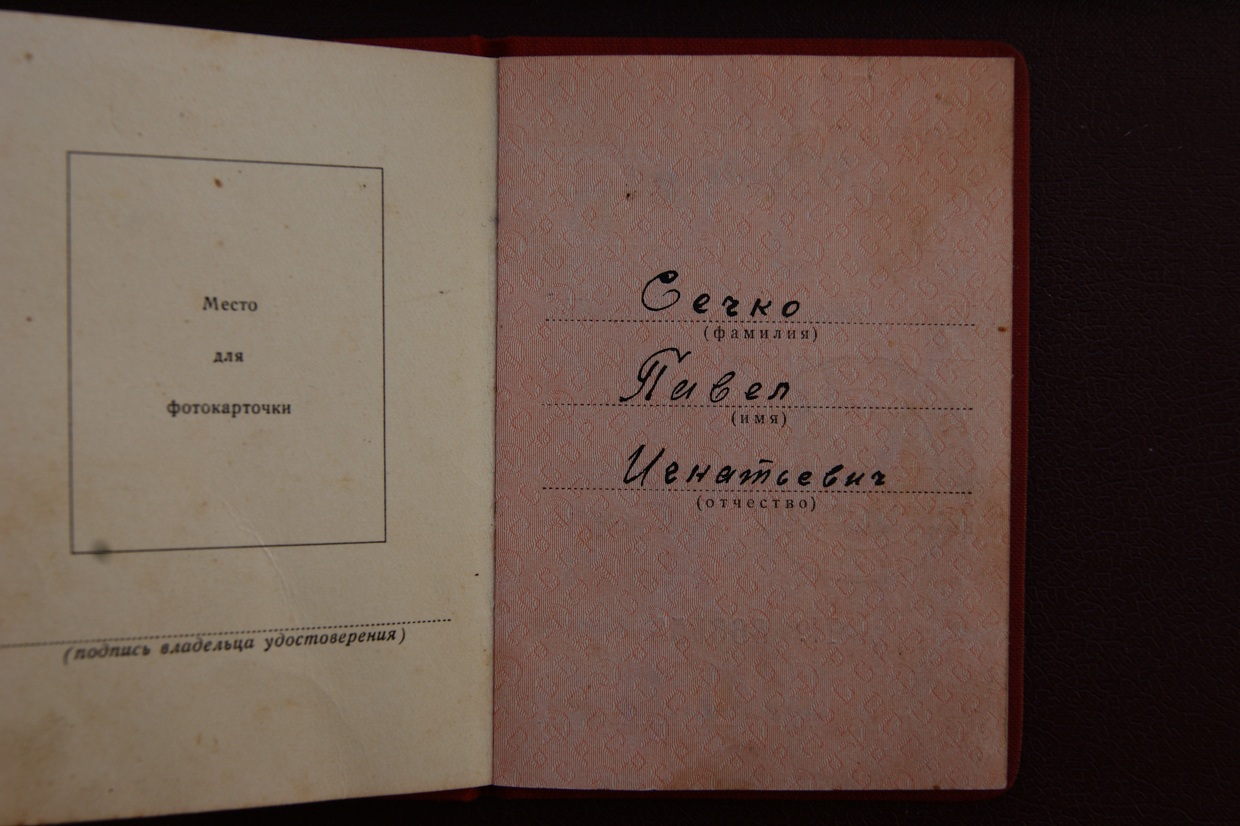 Место
для
фотокарточки
(подпись владельца удостоверения)
Сечко
(фамилия)
Павел
(имя)
Игнатьевич
(отчество)